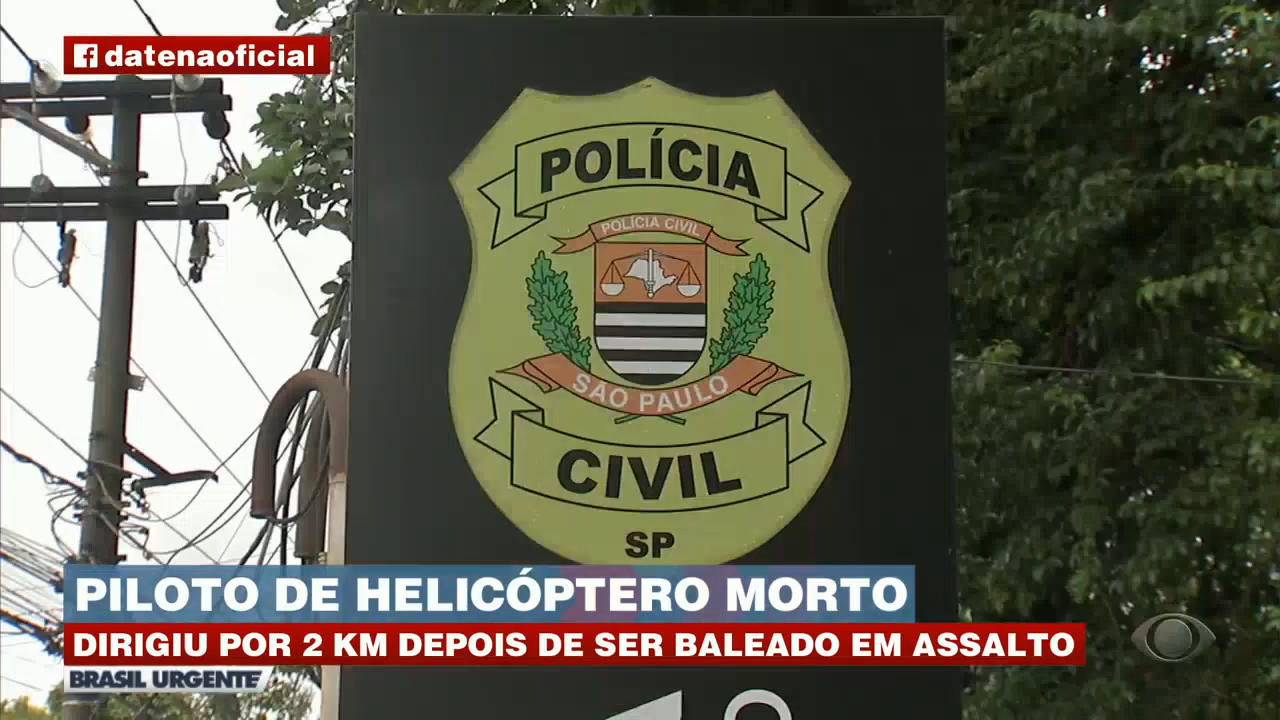 datenaoficial
POLÍCIA
POLÍCIA CIVIL
SÃO PAULO
CIVIL
SP
PILOTO DE HELICÓPTERO MORTO
DIRIGIU POR 2 KM DEPOIS DE SER BALEADO EM ASSALTO
BRASIL URGENTE